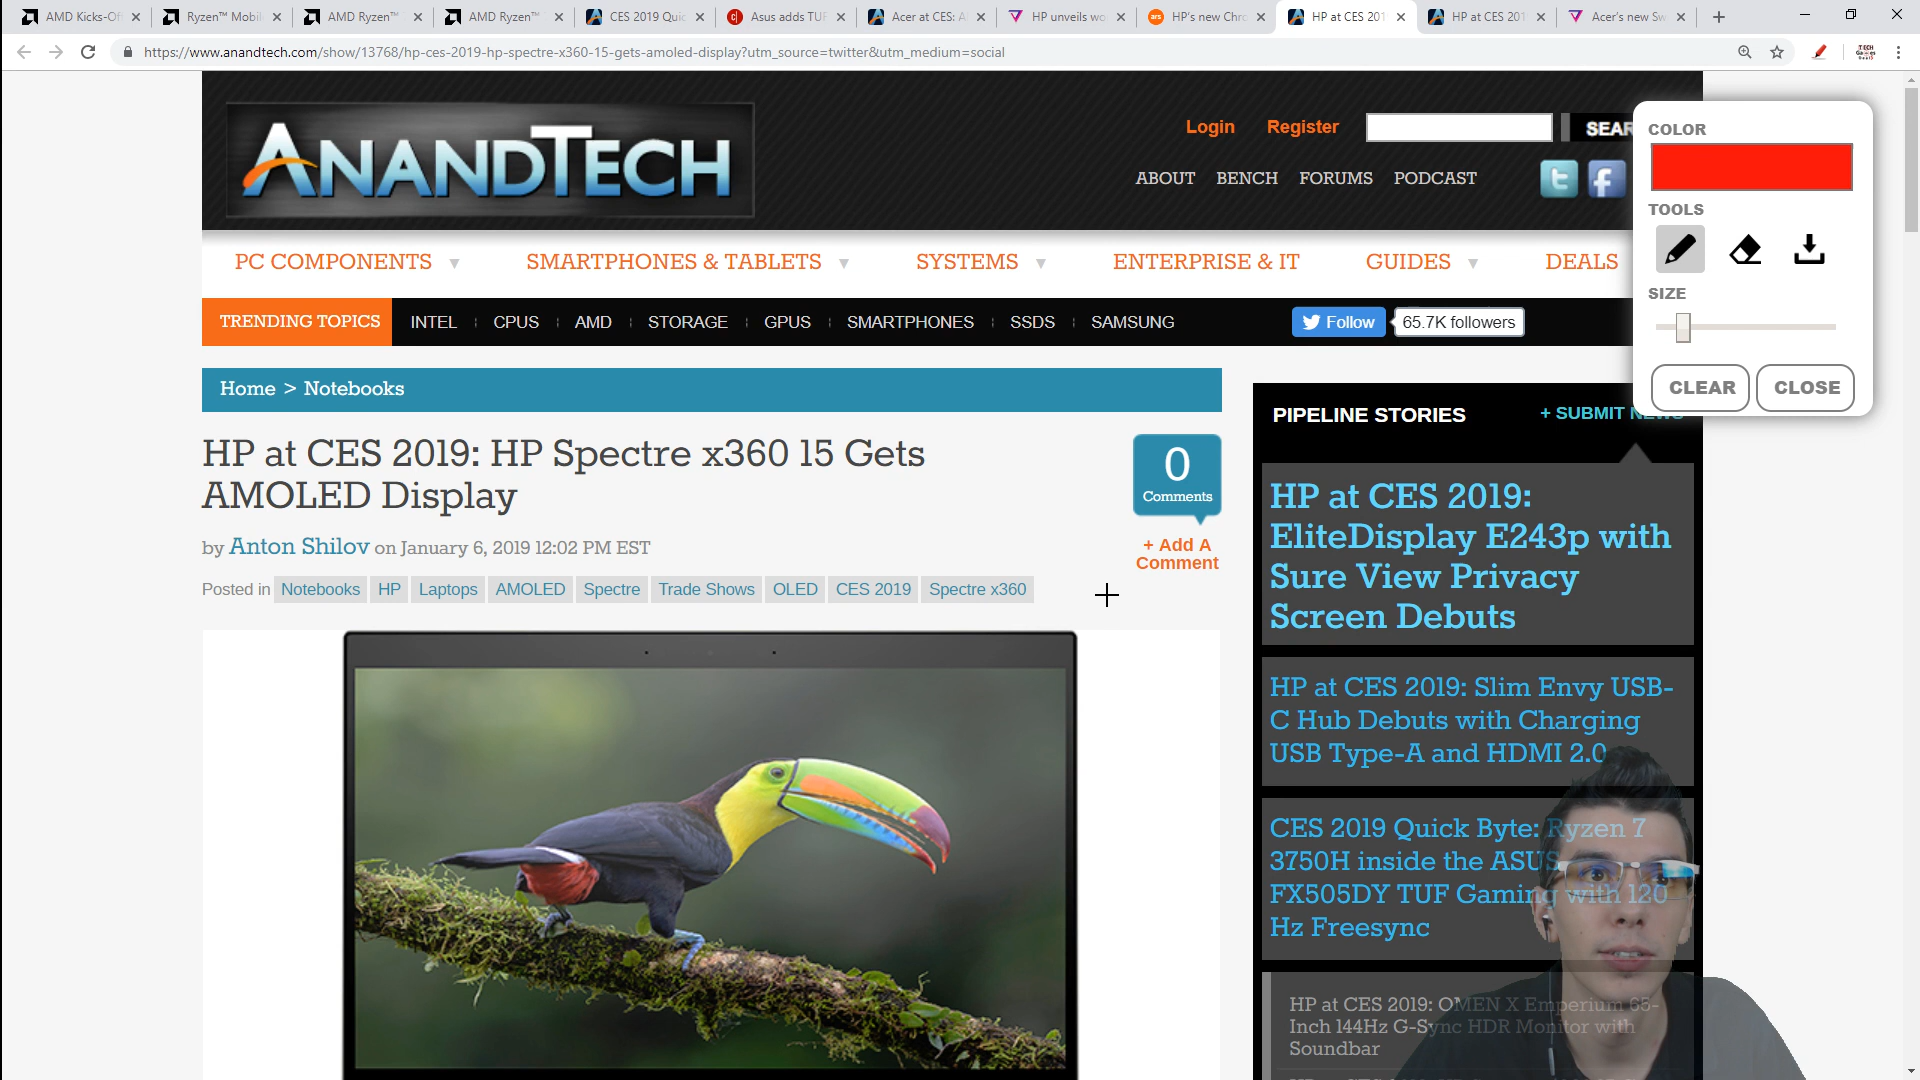 AMD Kicks-Of
Ryzen™ Mobil
AMD Ryzen™
AMD Ryzen™
CES 2019 Quic
Asus adds TUF
Acer at CES: A
HP unveils wo
HP's new Chro
HP at CES 201
HP at CES 201
Acer's new Sw
https://www.anandtech.com/show/13768/hp-ces-2019-hp-spectre-x360-15-gets-amoled-display?utm_source=twitter&utm_medium=social
ANANDTECH
Login Register
SEAR
ABOUT BENCH FORUMS PODCAST
PC COMPONENTS SMARTPHONES & TABLETS SYSTEMS ENTERPRISE & IT GUIDES DEALS
TRENDING TOPICS INTEL CPUS AMD STORAGE GPUS SMARTPHONES SSDS SAMSUNG
Follow 65.7K followers
COLOR
TOOLS
SIZE
CLEAR CLOSE
Home > Notebooks
HP at CES 2019: HP Spectre x360 15 Gets
AMOLED Display
0
Comments
+ Add A
Comment
by Anton Shilov on January 6, 2019 12:02 PM EST
Posted in Notebooks HP Laptops AMOLED Spectre Trade Shows OLED CES 2019 Spectre x360
PIPELINE STORIES + SUBMIT NEWS
HP at CES 2019:
EliteDisplay E243p with
Sure View Privacy
Screen Debuts
HP at CES 2019: Slim Envy USB-
C Hub Debuts with Charging
USB Type-A and HDMI 2.0
CES 2019 Quick Byte: Ryzen 7
3750H inside the ASUS
FX505DY TUF Gaming with 120
Hz Freesync
HP at CES 2019: OMEN X Emperium 65-
Inch 144Hz G-Sync HDR Monitor with
Soundbar